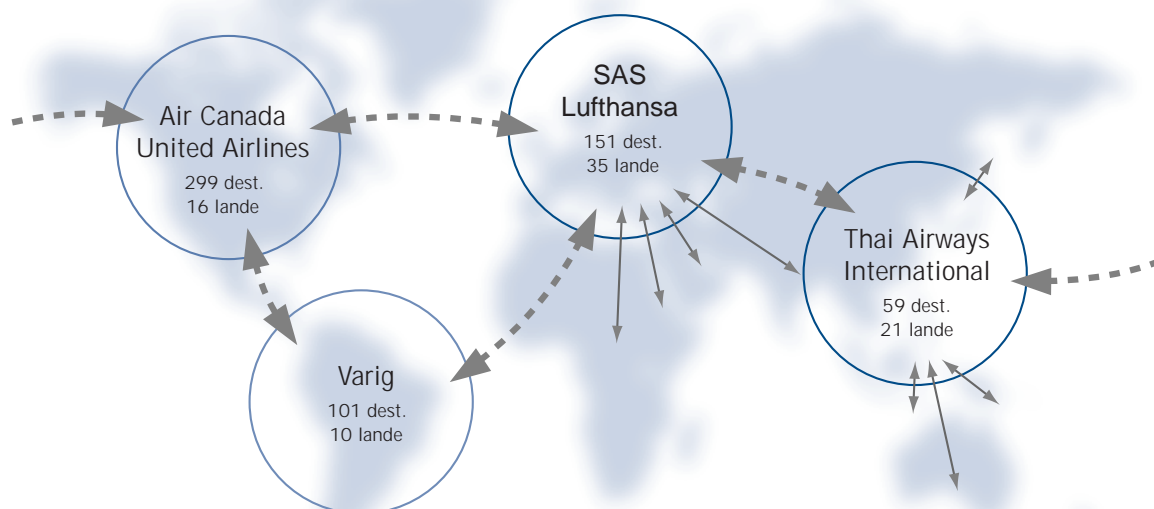 Air Canada
United Airlines
299 dest.
16 lande
SAS
Lufthansa
151 dest.
35 lande
Thai Airways
International
59 dest.
21 lande
Varig
101 dest.
10 lande